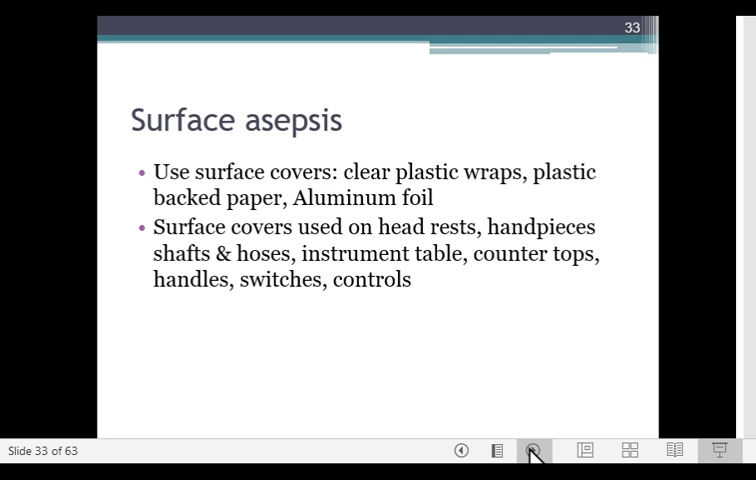 33
Surface asepsis
• Use surface covers: clear plastic wraps, plastic
backed paper, Aluminum foil
• Surface covers used on head rests, handpieces
shafts & hoses, instrument table, counter tops,
handles, switches, controls
Slide 33 of 63